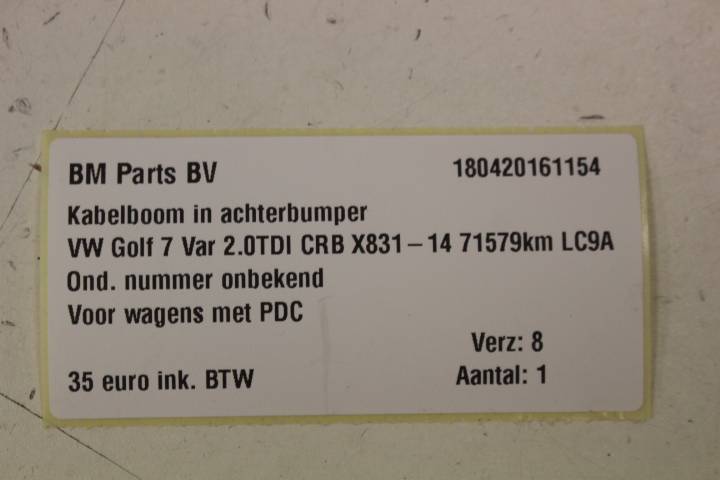 BM Parts BV 180420161154
Kabelboom in achterbumper
VW Golf 7 Var 2.0TDI CRB X831-14 71579km LC9A
Ond. nummer onbekend
Voor wagens met PDC
Verz: 8
35 euro ink. BTW Aantal: 1